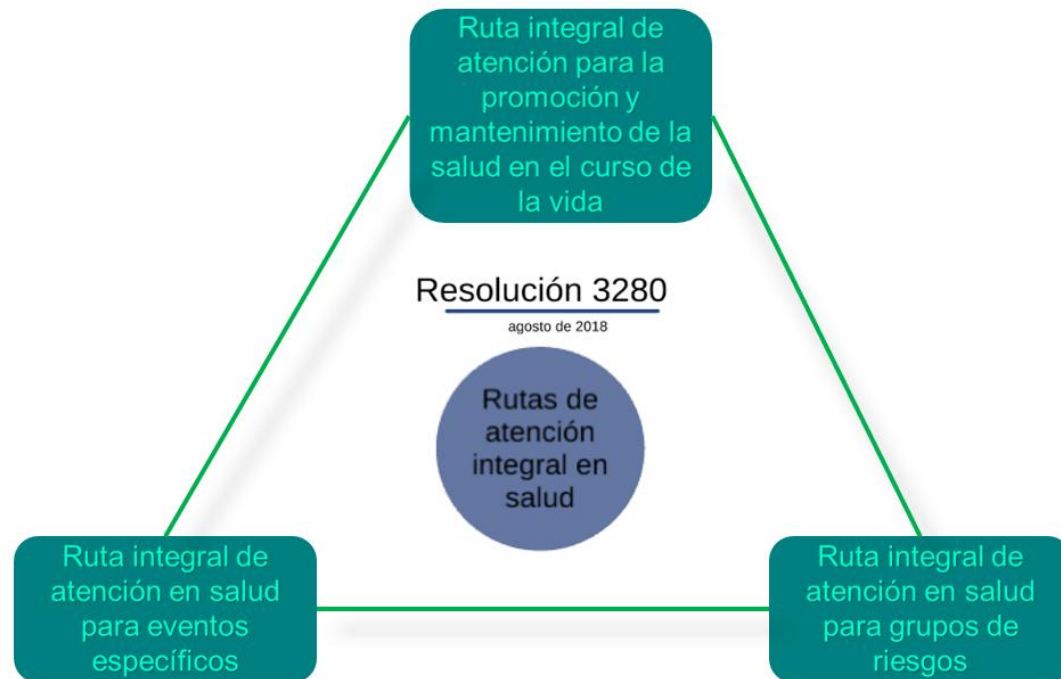 Ruta integral de
atención para la
promoción y
mantenimiento de la
salud en el curso de
la vida
Resolución 3280
agosto de 2018
Rutas de
atención
integral en
salud
Ruta integral de
atención en salud
para eventos
específicos
Ruta integral de
atención en salud
para grupos de
riesgos